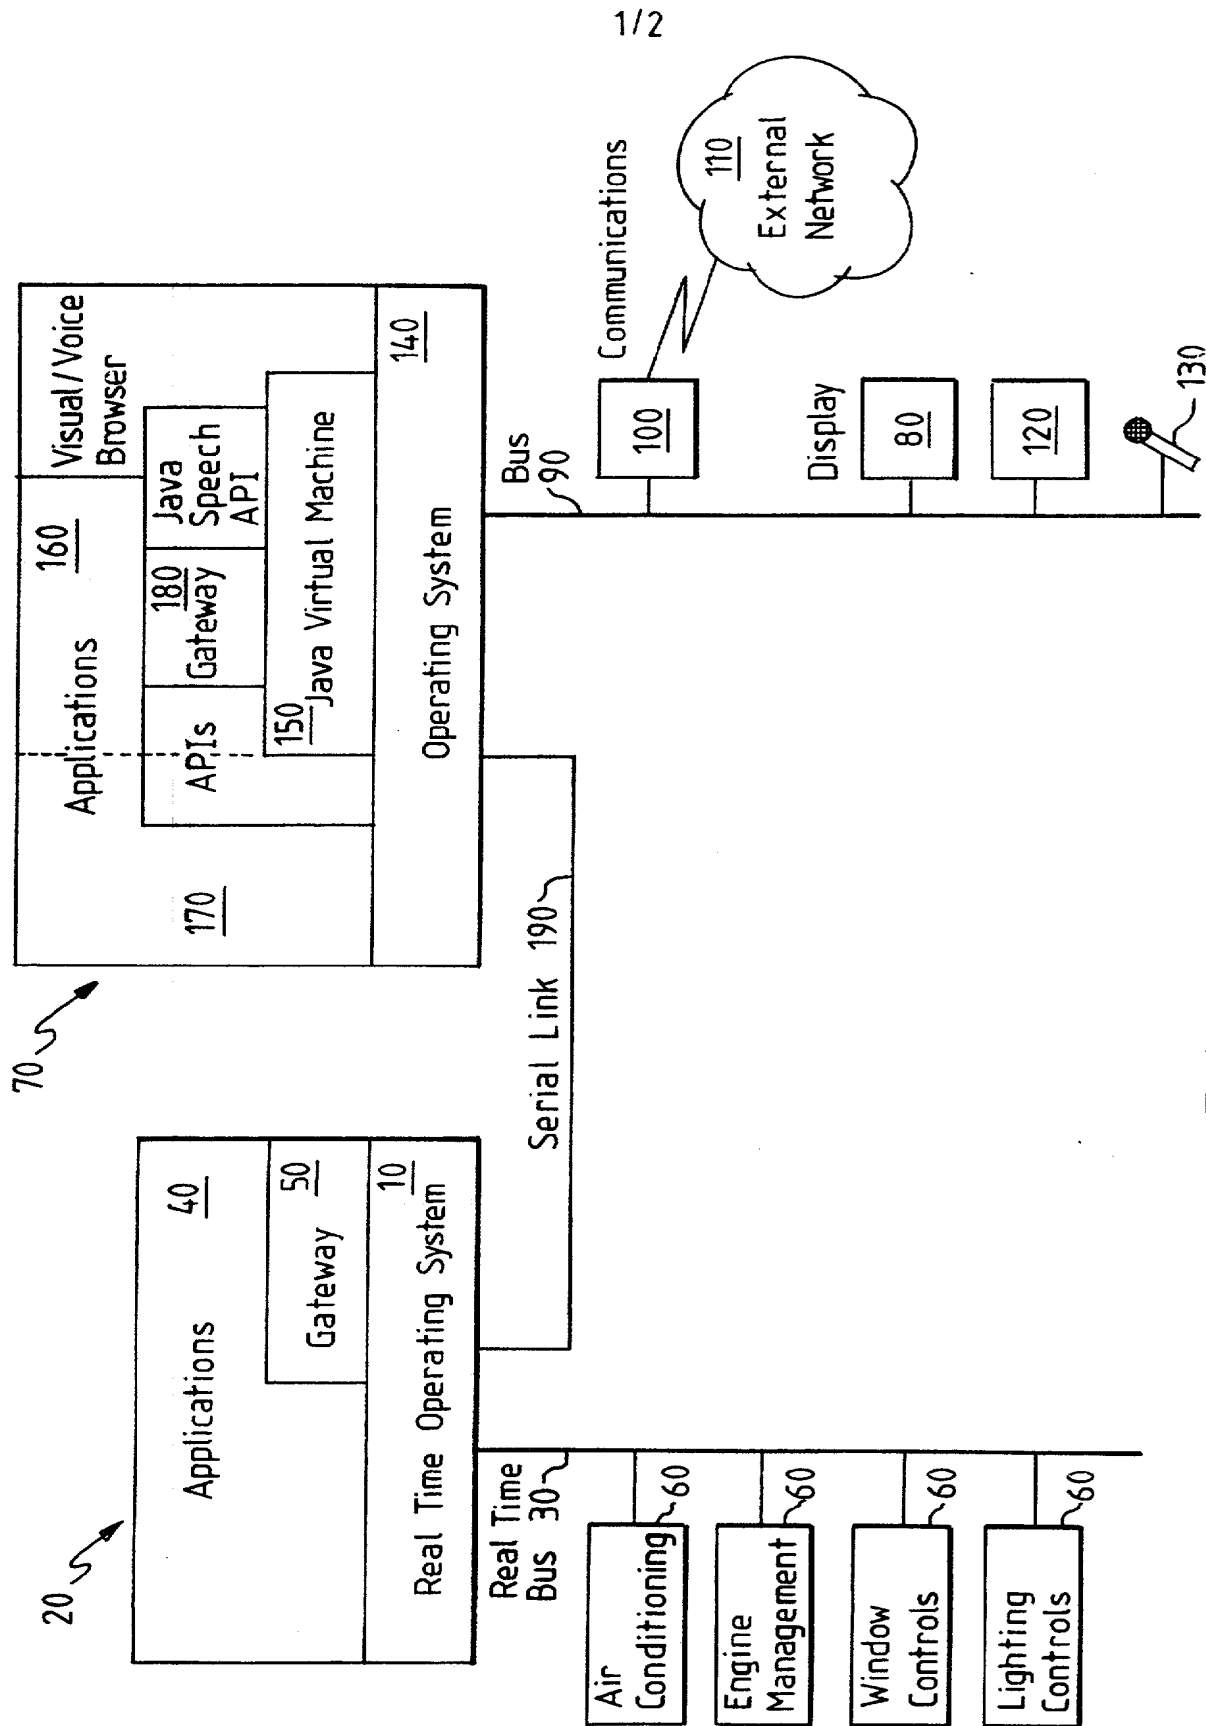 1/2
70
170
Applications
160
Visual/Voice
Browser
APIs
180
Gateway
Java
Speech
API
150
Java Virtual Machine
140
Operating System
20
Applications
40
50
Gateway
10
Real Time Operating System
Serial Link 190
Real Time
Bus 30
Air
Conditioning
60
Engine
Management
60
Window
Controls
60
Lighting
Controls
60
Bus
90
Communications
100
110
External
Network
Display
80
120
130